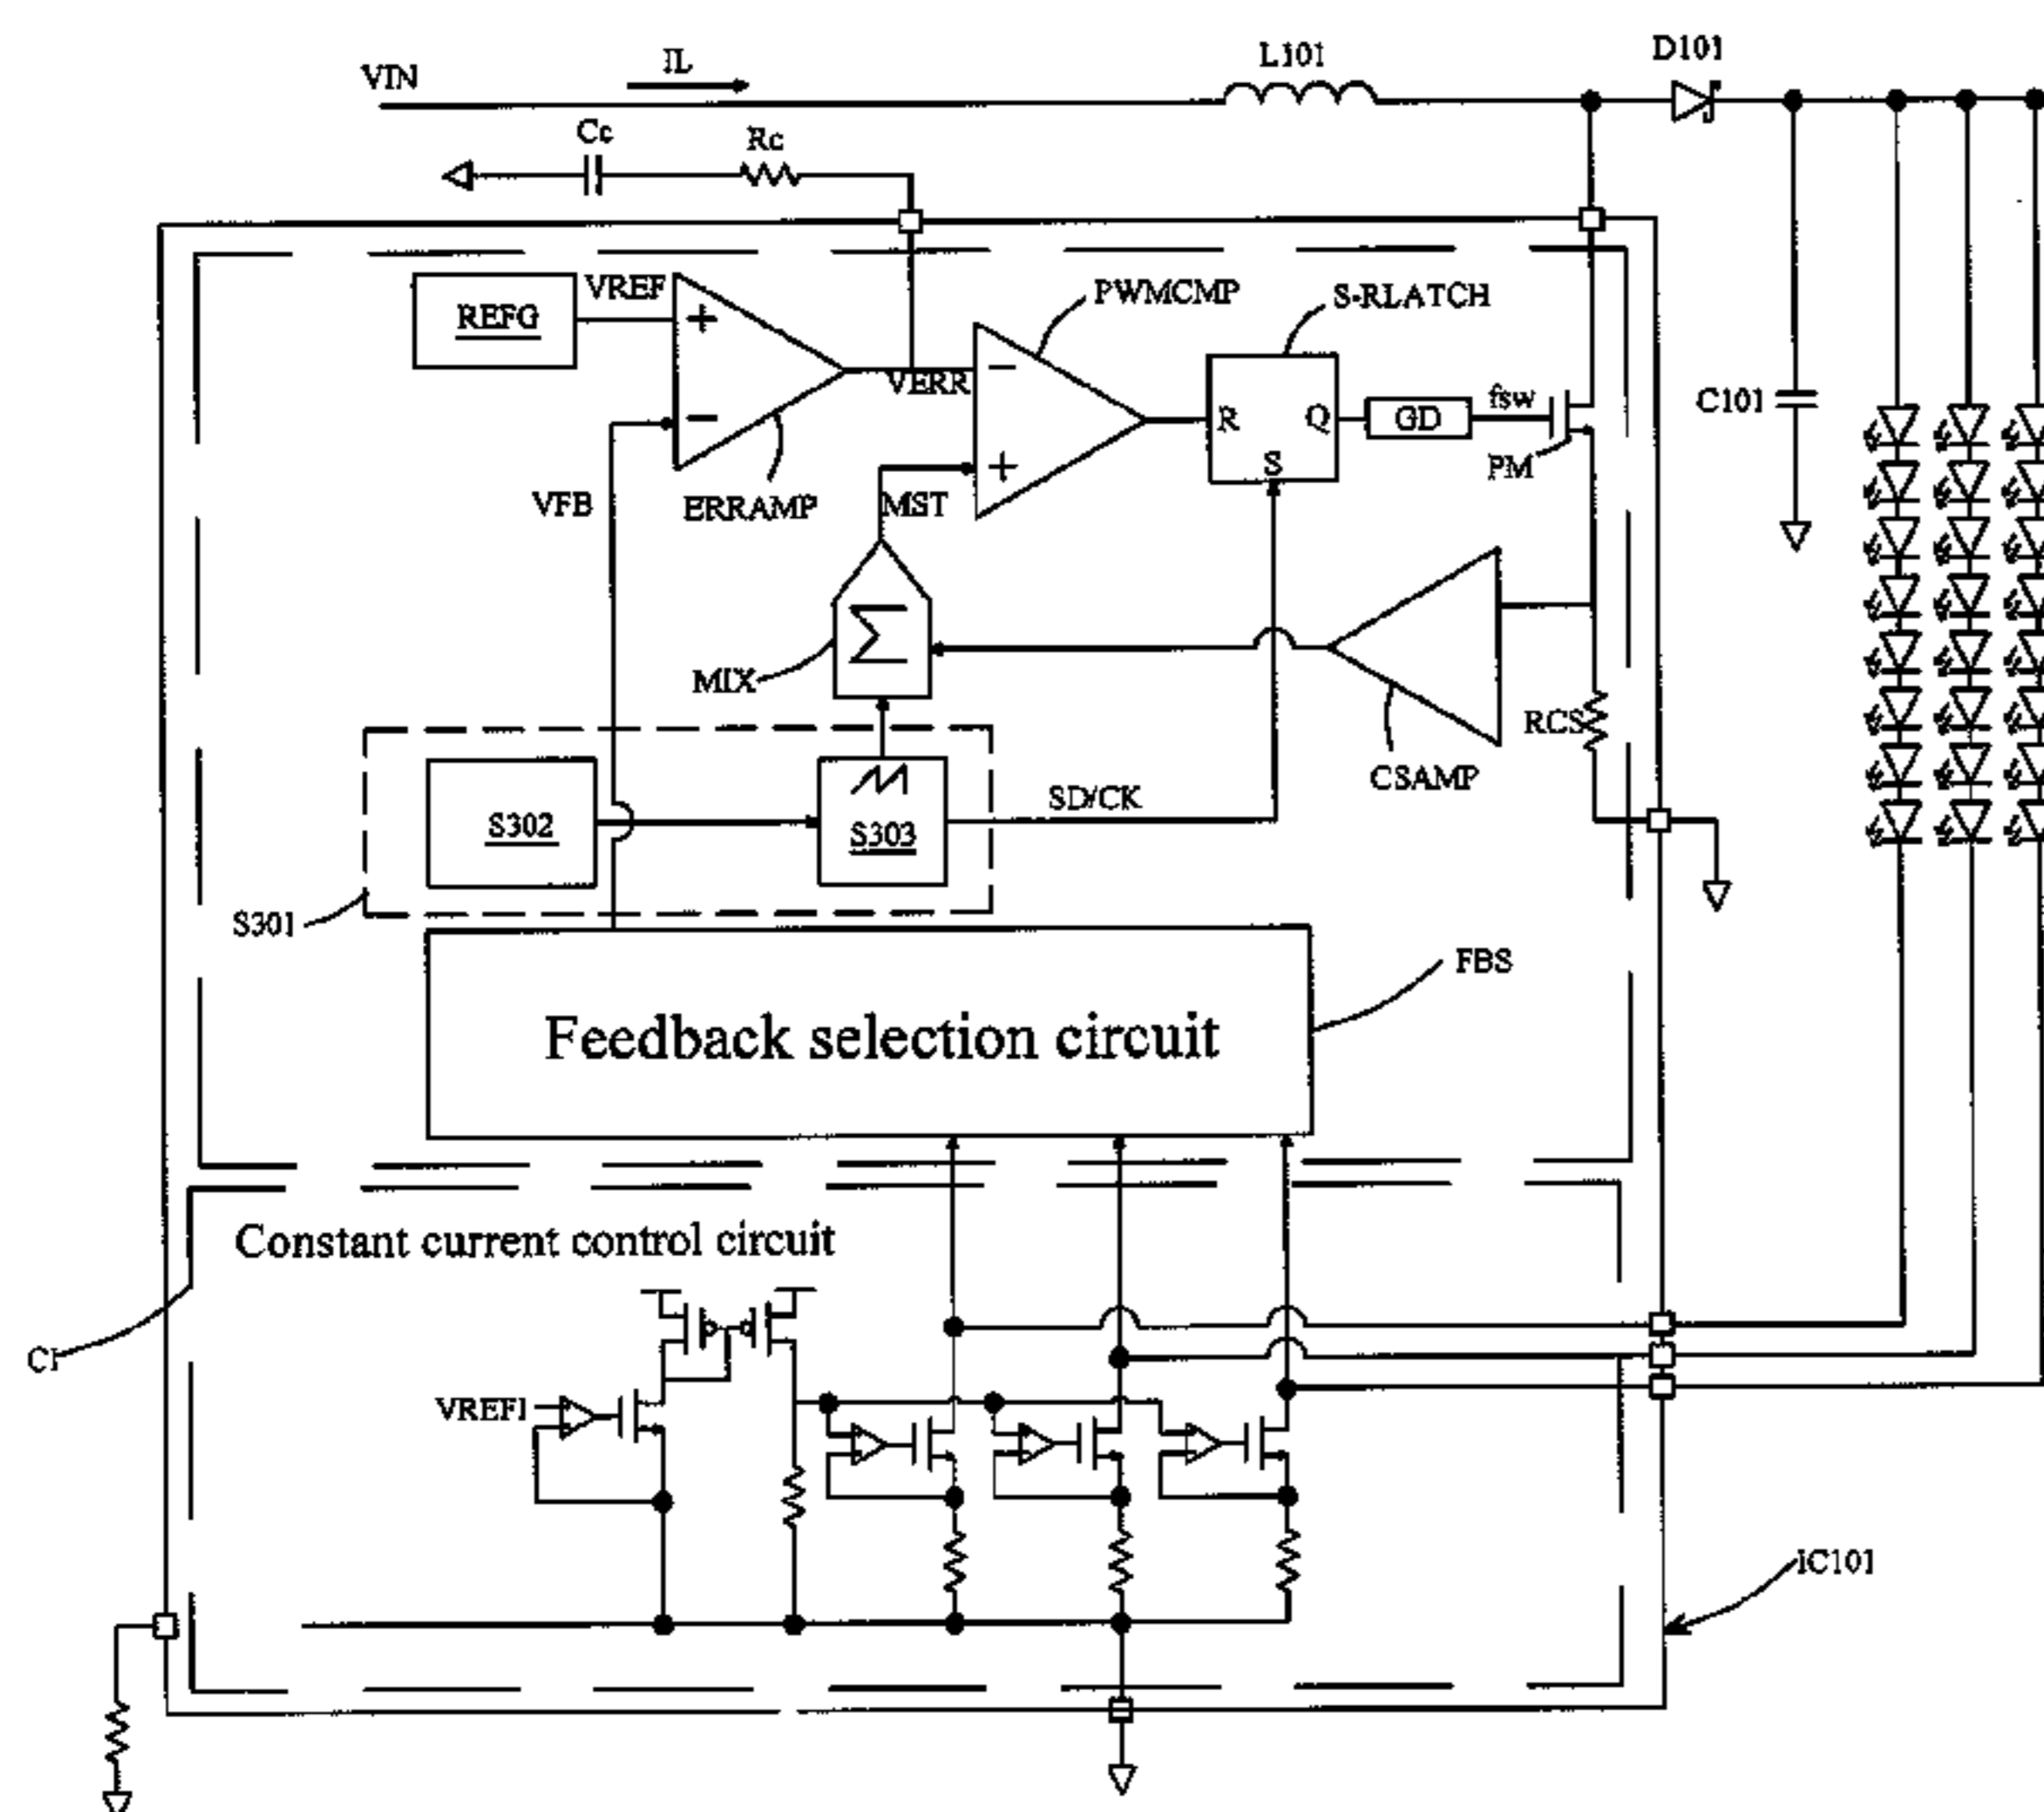 VIN
IL
L101
D101
Cc
Rc
REFG
VREF
+
−
VERR
ERRAMP
VFB
PWMCMP
−
+
MST
S-RLATCH
R
Q
S
GD
fsw
PM
C101
MIX
Σ
CSAMP
RCS
S302
S303
SD/CK
S301
FBS
Feedback selection circuit
Constant current control circuit
CI
VREFI
IC101